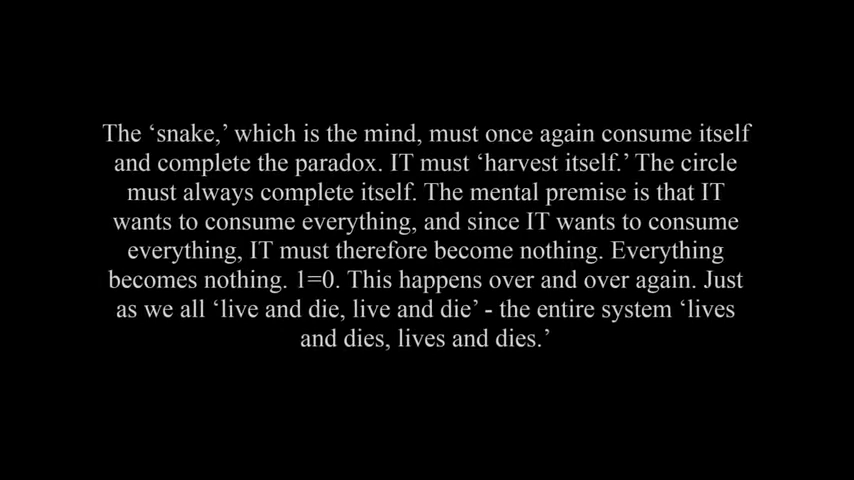 The ‘snake,’ which is the mind, must once again consume itself
and complete the paradox. IT must ‘harvest itself.’ The circle
must always complete itself. The mental premise is that IT
wants to consume everything, and since IT wants to consume
everything, IT must therefore become nothing. Everything
becomes nothing. 1=0. This happens over and over again. Just
as we all ‘live and die, live and die’ - the entire system ‘lives
and dies, lives and dies.’